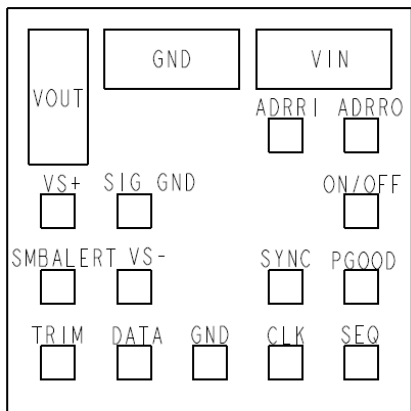 GND VIN
VOUT
ADRRI ADRRO
VS+ SIG GND ON/OFF
SMBALERT VS- SYNC PGOOD
TRIM DATA GND CLK SEQ